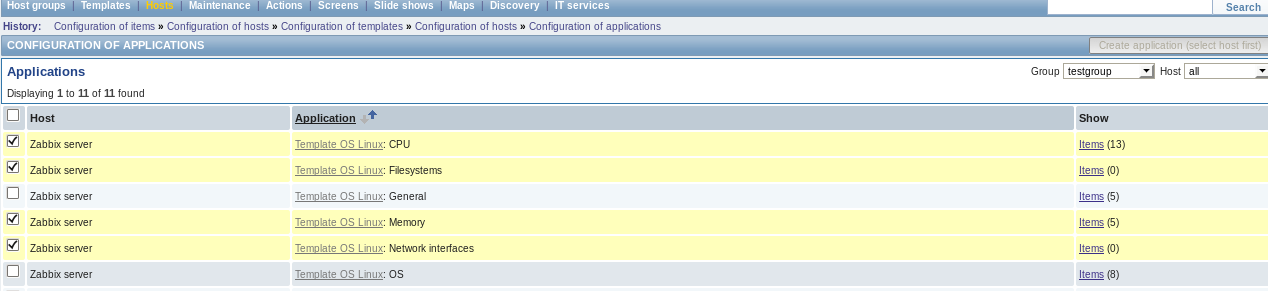 Host groups | Templates | Hosts | Maintenance | Actions | Screens | Slide shows | Maps | Discovery | IT services
Search
History: Configuration of items » Configuration of hosts » Configuration of templates » Configuration of hosts » Configuration of applications
CONFIGURATION OF APPLICATIONS Create application (select host first)
Applications Group testgroup Host all
Displaying 1 to 11 of 11 found
Host Application Show
Zabbix server Template OS Linux: CPU Items (13)
Zabbix server Template OS Linux: Filesystems Items (0)
Zabbix server Template OS Linux: General Items (5)
Zabbix server Template OS Linux: Memory Items (5)
Zabbix server Template OS Linux: Network interfaces Items (0)
Zabbix server Template OS Linux: OS Items (8)